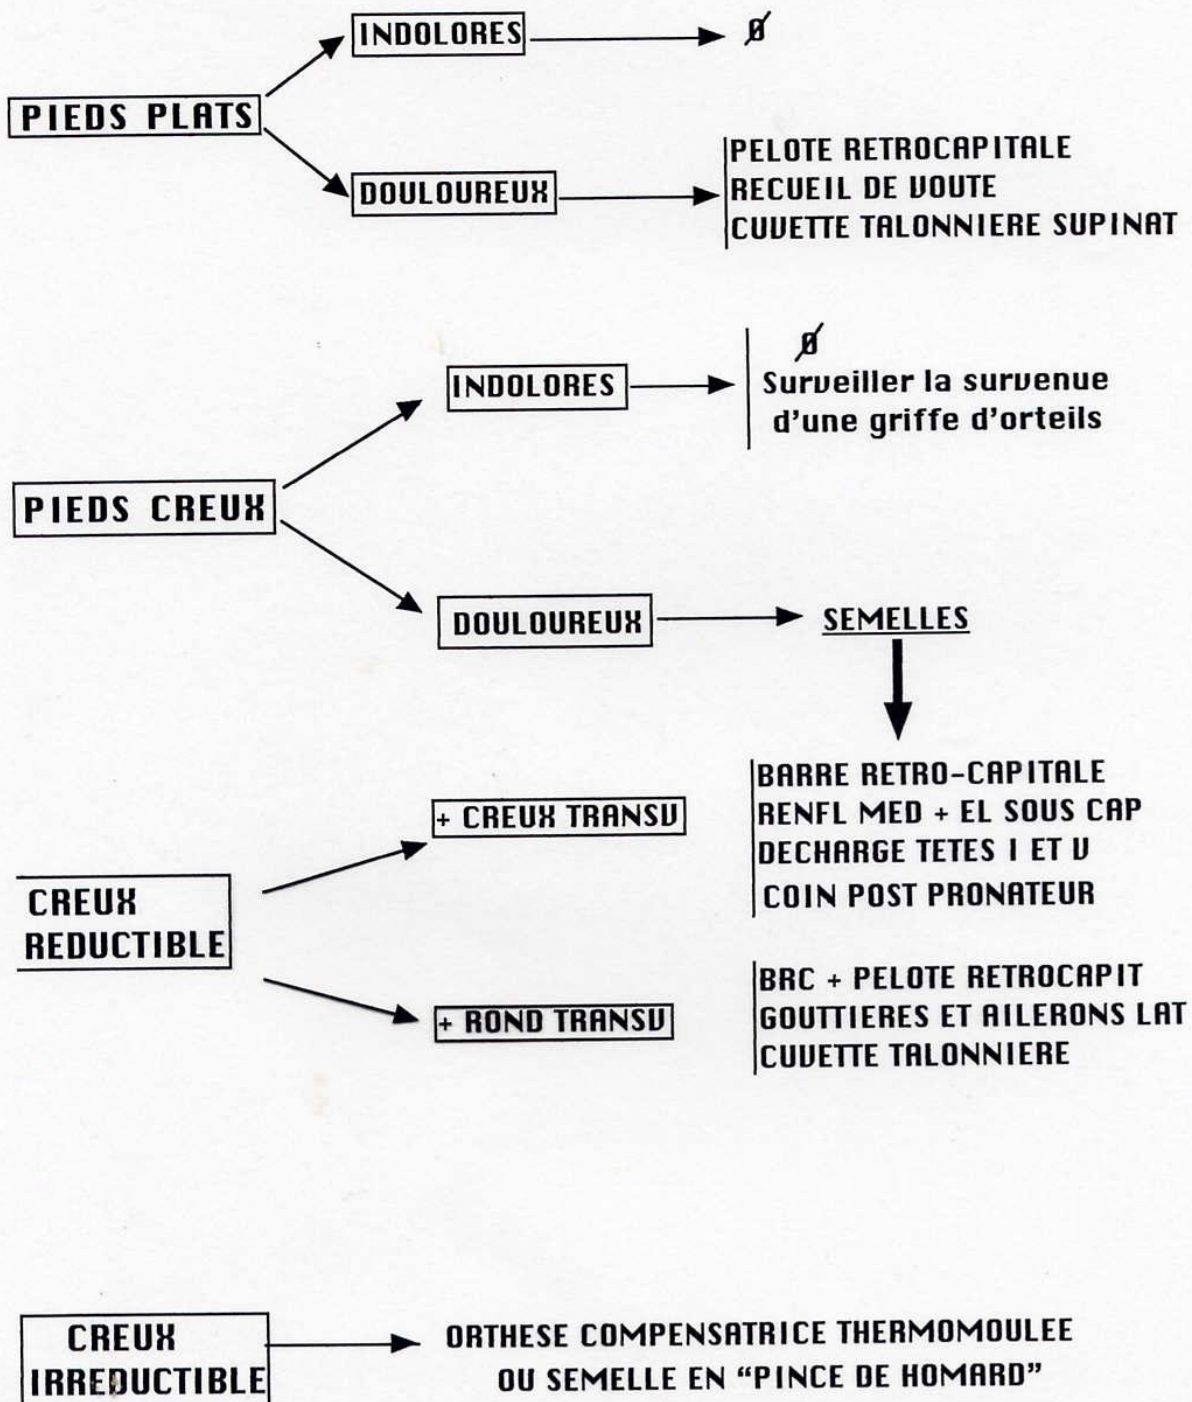 INDOLORES
Ø
PIEDS PLATS
DOULOUREUX
PELOTE RETROCAPITALE
RECUEIL DE VOUTE
CUVETTE TALONNIERE SUPINAT
INDOLORES
Ø
Surveiller la survenue
d'une griffe d'orteils
PIEDS CREUX
DOULOUREUX
SEMELLES
+ CREUX TRANSV
BARRE RETRO-CAPITALE
RENFL MED + EL SOUS CAP
DECHARGE TETES I ET V
COIN POST PRONATEUR
CREUX
REDUCTIBLE
+ ROND TRANSV
BRC + PELOTE RETROCAPIT
GOUTTIERES ET AILERONS LAT
CUVETTE TALONNIERE
CREUX
IRREDUCTIBLE
ORTHESE COMPENSATRICE THERMOMOULEE
OU SEMELLE EN “PINCE DE HOMARD”